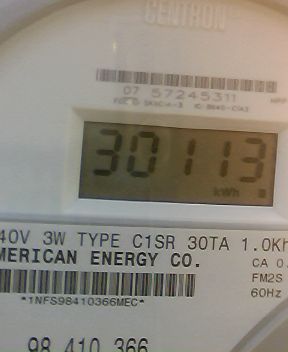 CENTRON
07 57245311
30113
kWh
40V 3W TYPE C1SR 30TA 1.0Kh
MERICAN ENERGY CO.
CA 0.
FM2S
60Hz
*1NFS98410366MEC*
98 410 366